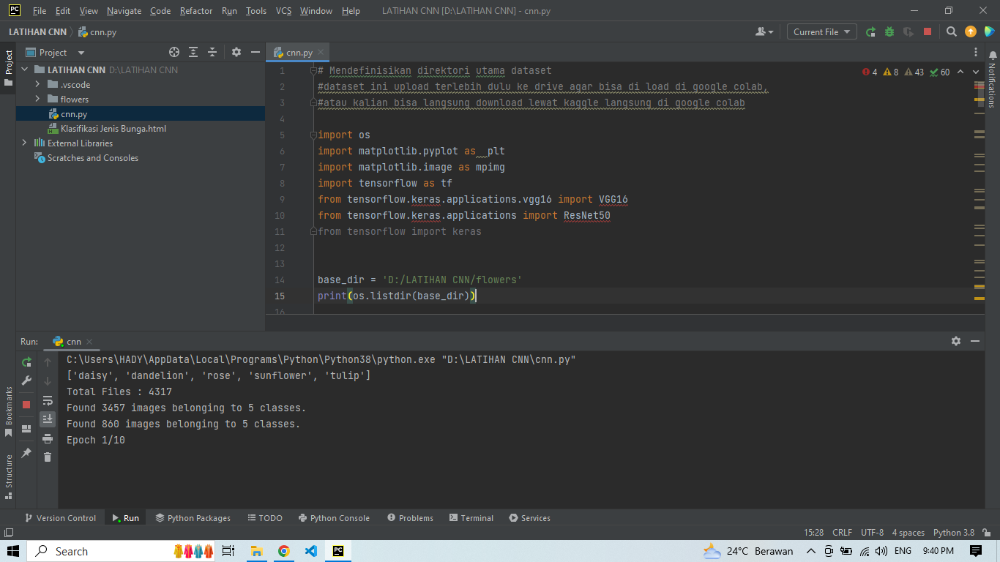 PC File Edit View Navigate Code Refactor Run Tools VCS Window Help LATIHAN CNN [D:\LATIHAN CNN] - cnn.py
LATIHAN CNN cnn.py Current File
Project
Project
cnn.py
LATIHAN CNN D:\LATIHAN CNN
.vscode
flowers
cnn.py
Klasifikasi Jenis Bunga.html
External Libraries
Scratches and Consoles
4 8 43 60
Notifications
1 # Mendefinisikan direktori utama dataset
2 #dataset ini upload terlebih dulu ke drive agar bisa di load di google colab,
3 #atau kalian bisa langsung download lewat kaggle langsung di google colab
4
5 import os
6 import matplotlib.pyplot as  plt
7 import matplotlib.image as mpimg
8 import tensorflow as tf
9 from tensorflow.keras.applications.vgg16 import VGG16
10 from tensorflow.keras.applications import ResNet50
11 from tensorflow import keras
12
13
14 base_dir = 'D:/LATIHAN CNN/flowers'
15 print(os.listdir(base_dir))
16
Run: cnn
C:\Users\HADY\AppData\Local\Programs\Python\Python38\python.exe "D:\LATIHAN CNN\cnn.py"
['daisy', 'dandelion', 'rose', 'sunflower', 'tulip']
Total Files : 4317
Found 3457 images belonging to 5 classes.
Found 860 images belonging to 5 classes.
Epoch 1/10
Bookmarks
Structure
Version Control Run Python Packages TODO Python Console Problems Terminal Services
15:28 CRLF UTF-8 4 spaces Python 3.8
Search PC 24°C Berawan ENG 9:40 PM